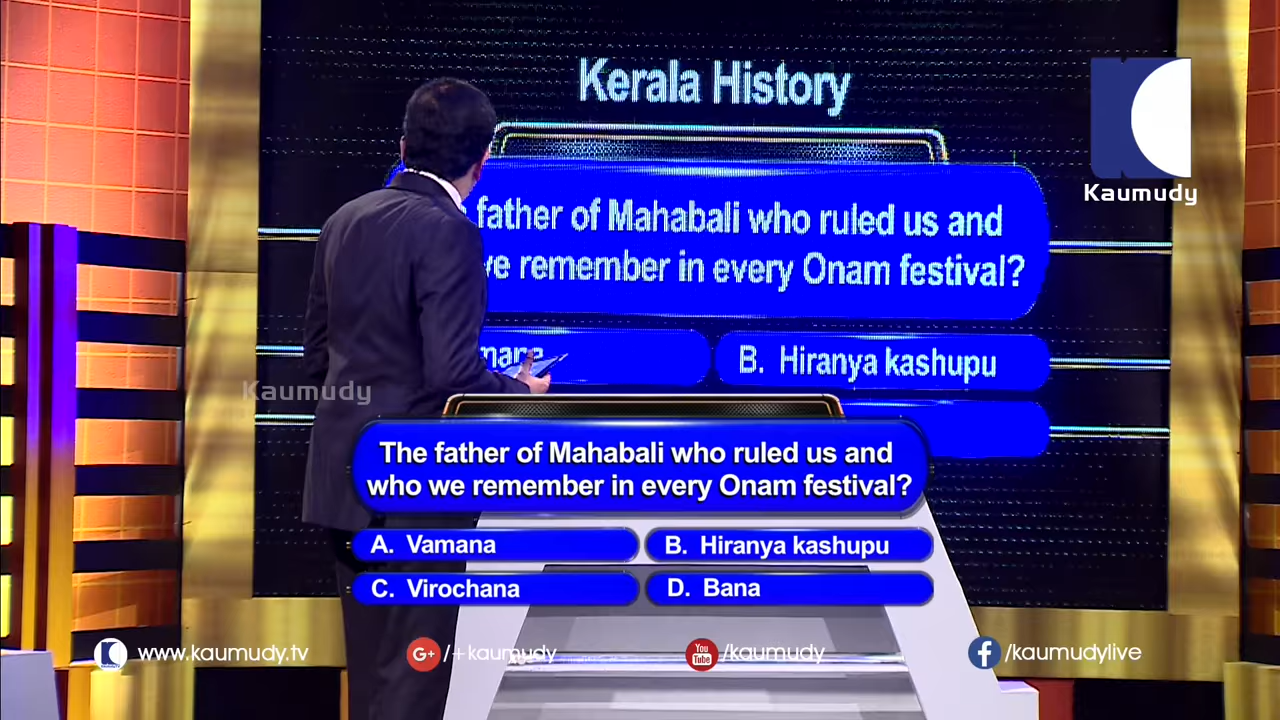 Kerala History
father of Mahabali who ruled us and
we remember in every Onam festival?
B. Hiranya kashupu
Kaumudy
Kaumudy
The father of Mahabali who ruled us and
who we remember in every Onam festival?
A. Vamana
B. Hiranya kashupu
C. Virochana
D. Bana
www.kaumudy.tv
/+kaumudy
You
Tube
/kaumudy
/kaumudylive